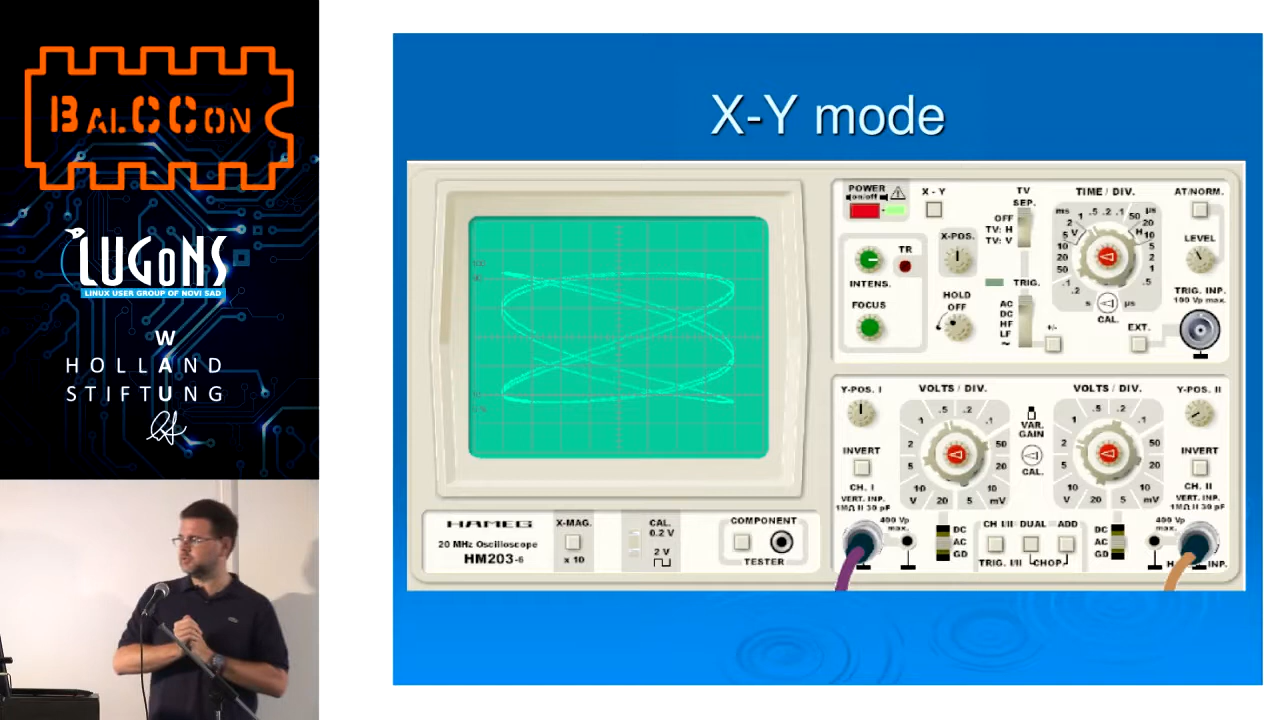 BALCCON
LUGoNS
LINUX USER GROUP OF NOVI SAD
W
HOLLAND
STIFTUNG
X-Y mode
POWER
on/off
X - Y
TV
SEP.
OFF
TV: H
TV: V
TIME / DIV.
AT/NORM.
ms
1
.5
.2
.1
50
µs
20
10
5
2
1
.5
5
10
20
50
.1
.2
s
µs
CAL.
X-POS.
TR
INTENS.
FOCUS
HOLD
OFF
TRIG.
AC
DC
HF
LF
~
+/-
LEVEL
TRIG. INP.
100 Vp max.
EXT.
Y-POS. I
VOLTS / DIV.
VOLTS / DIV.
Y-POS. II
.5
.2
1
.1
2
50
5
20
10
10
V
20
5
mV
VAR.
GAIN
CAL.
.5
.2
1
.1
2
50
5
20
10
10
V
20
5
mV
INVERT
INVERT
CH. I
VERT. INP.
1MΩ II 30 pF
CH. II
VERT. INP.
1MΩ II 30 pF
400 Vp
max.
DC
AC
GD
CH I/II
DUAL
ADD
TRIG. I/II
CHOP.
DC
AC
GD
400 Vp
max.
INP.
HAMEG
20 MHz Oscilloscope
HM203-6
X-MAG.
x 10
CAL.
0.2 V
2 V
COMPONENT
TESTER